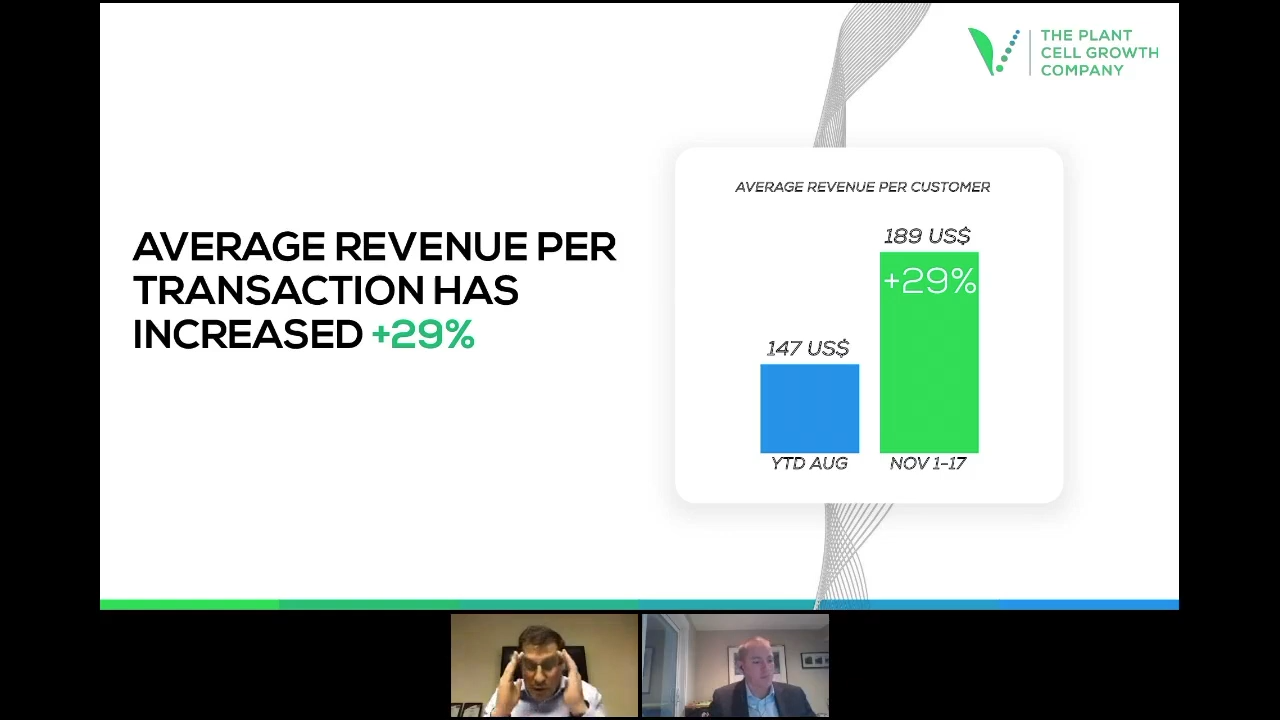 THE PLANT
CELL GROWTH
COMPANY
AVERAGE REVENUE PER
TRANSACTION HAS
INCREASED +29%
AVERAGE REVENUE PER CUSTOMER
189 US$
+29%
147 US$
YTD AUG
NOV 1-17